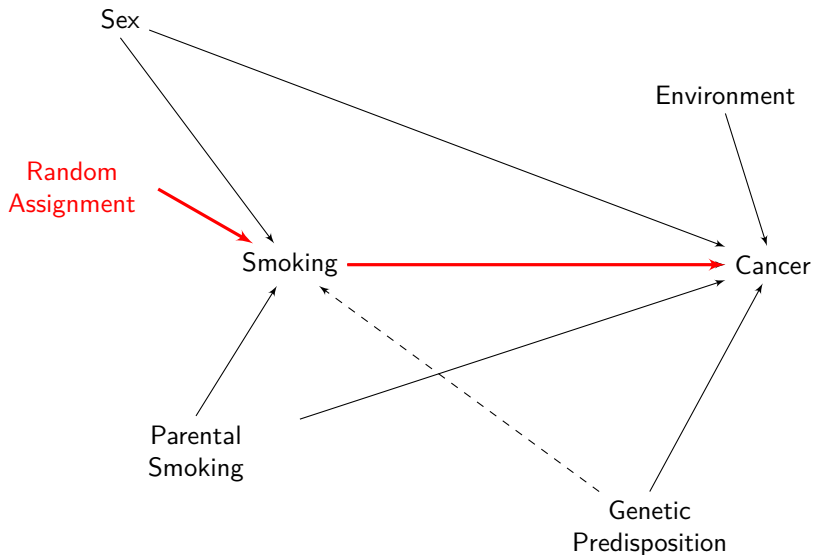 Sex
Environment
Random
Assignment
Smoking
Cancer
Parental
Smoking
Genetic
Predisposition